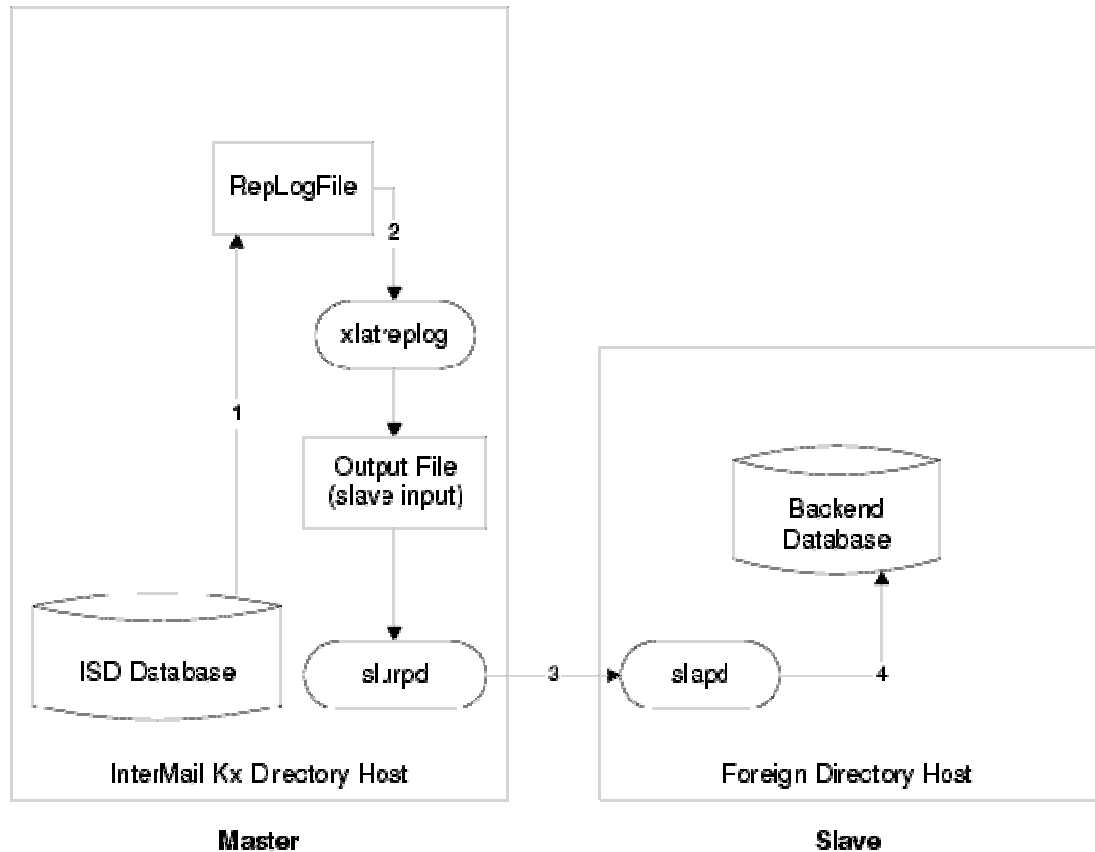 RepLogFile
2
xlatreplog
1
Output File
(slave input)
Backend
Database
ISD Database
slurpd
3
slapd
4
InterMail Kx Directory Host
Foreign Directory Host
Master
Slave